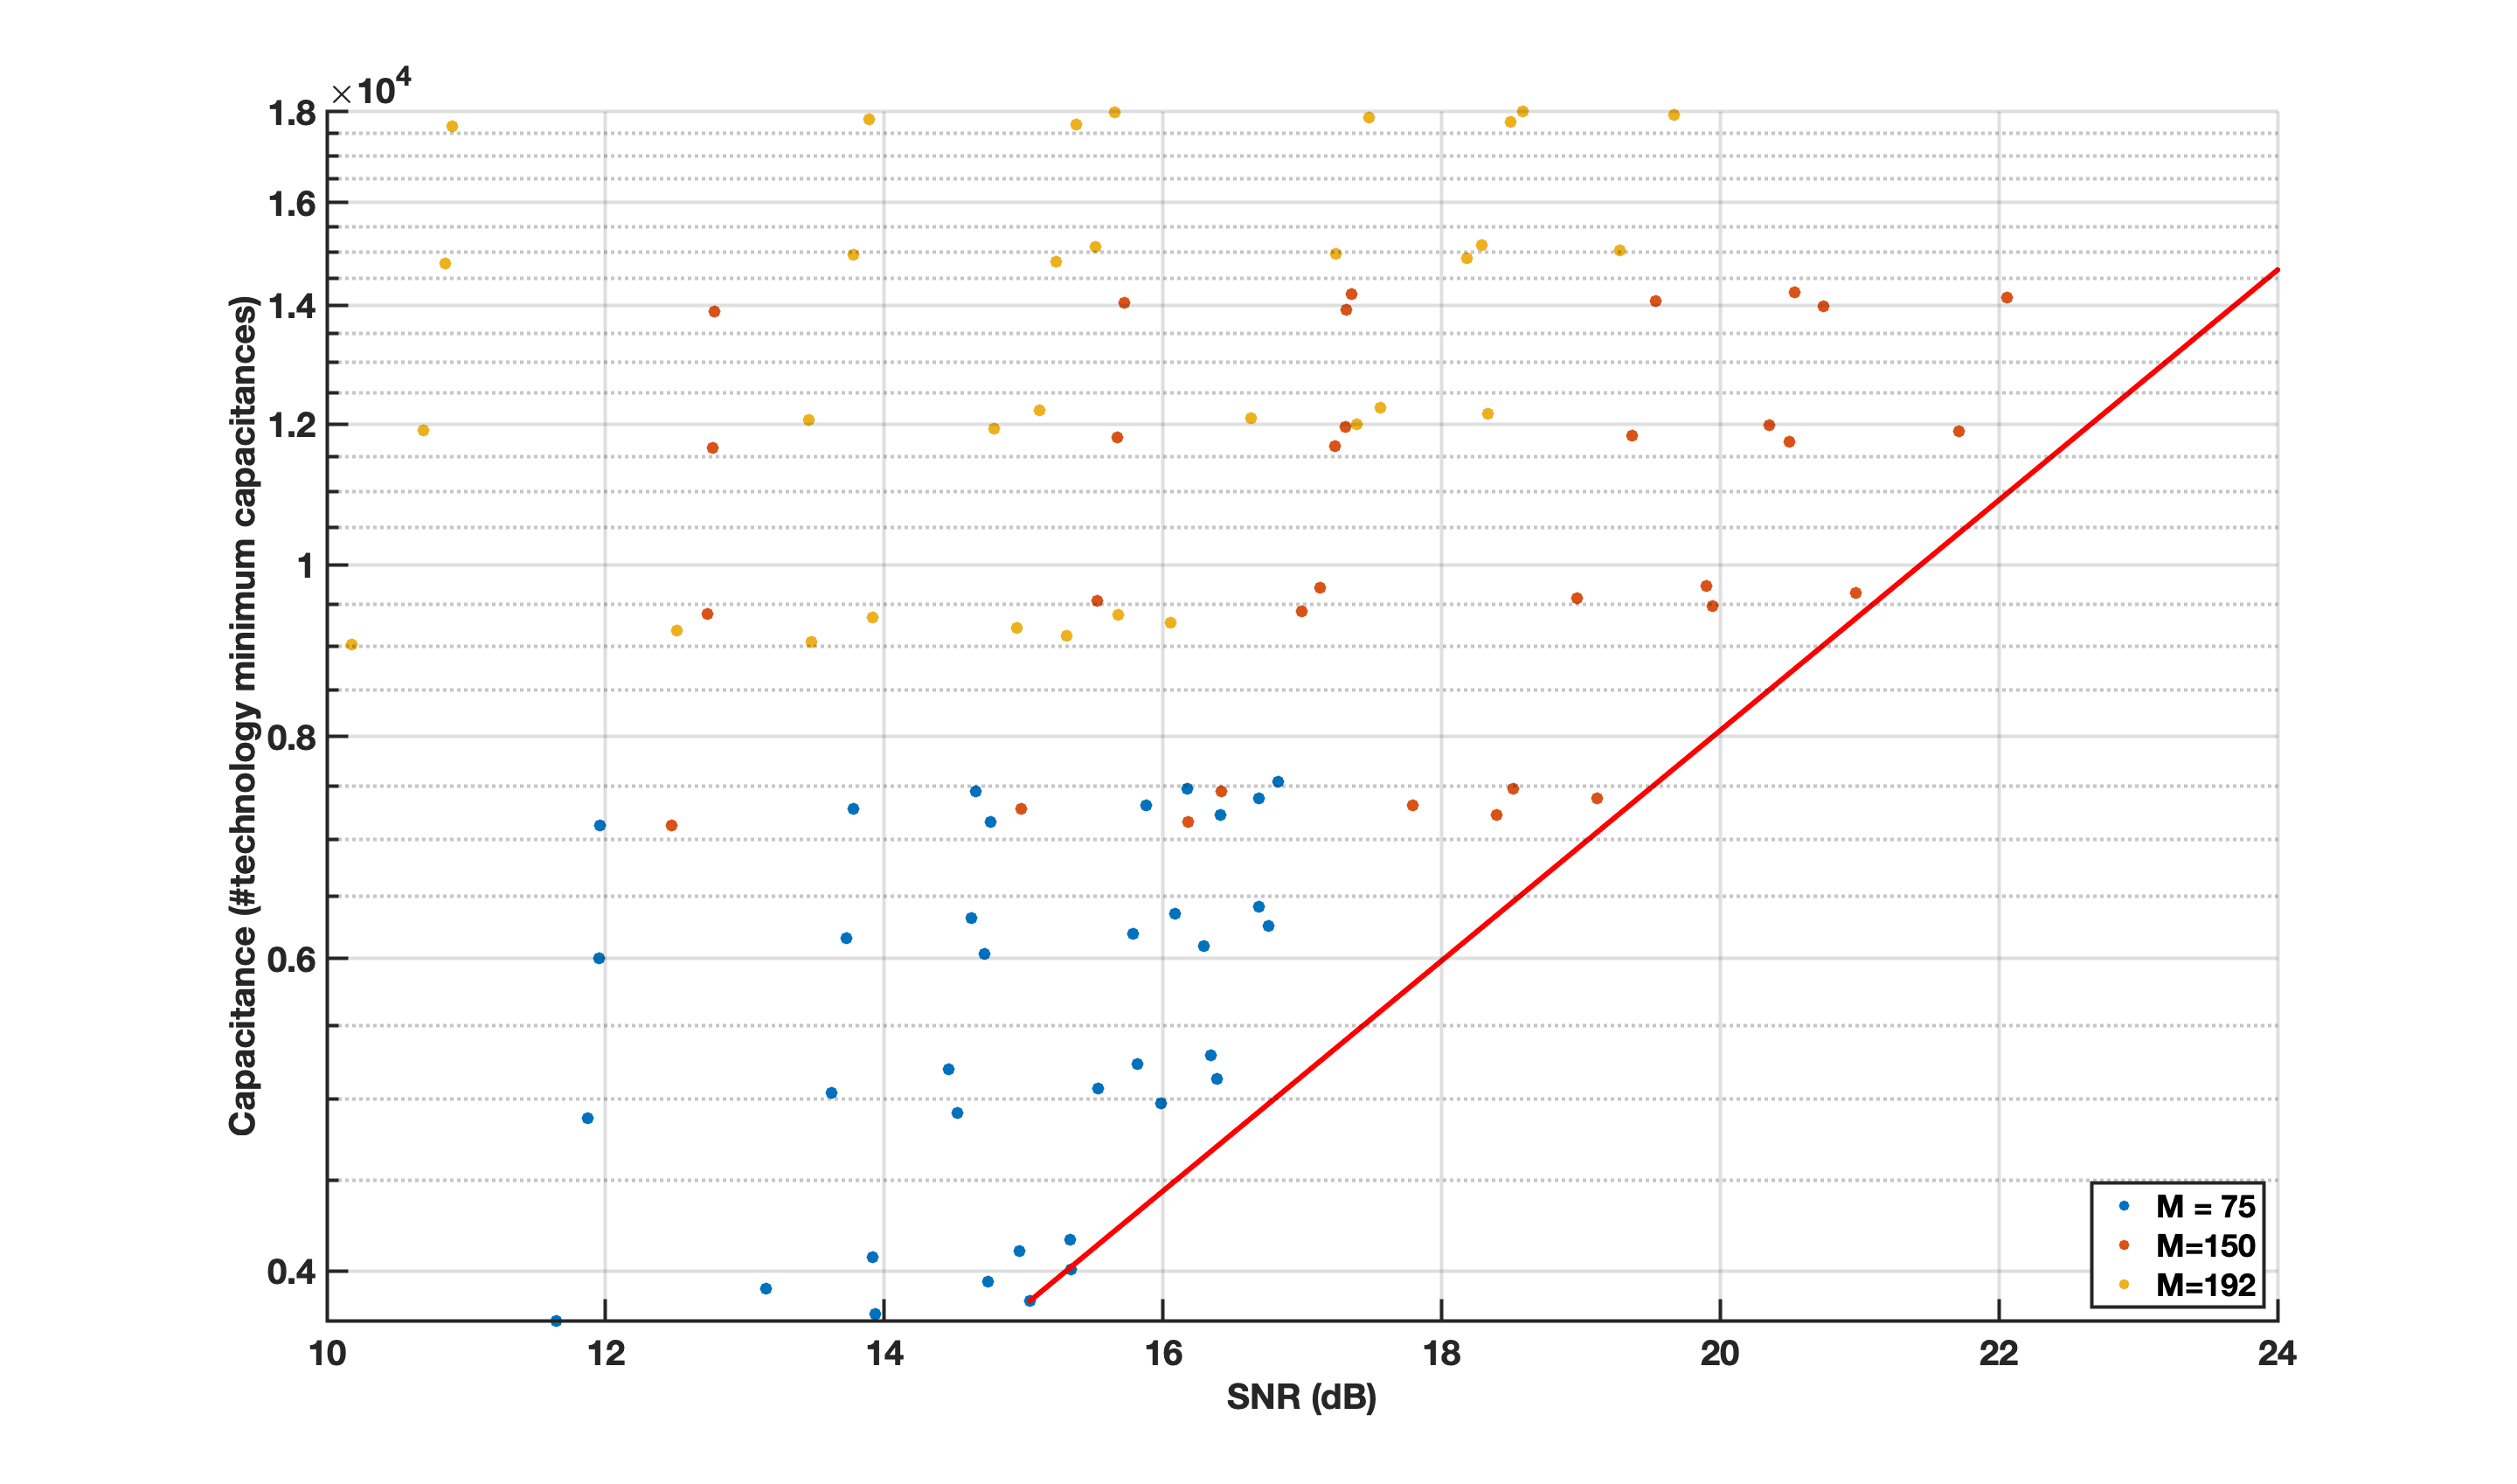 ×10^4
1.8
1.6
1.4
1.2
1
0.8
0.6
0.4
Capacitance (#technology minimum capacitances)
10 12 14 16 18 20 22 24
SNR (dB)
M = 75
M=150
M=192